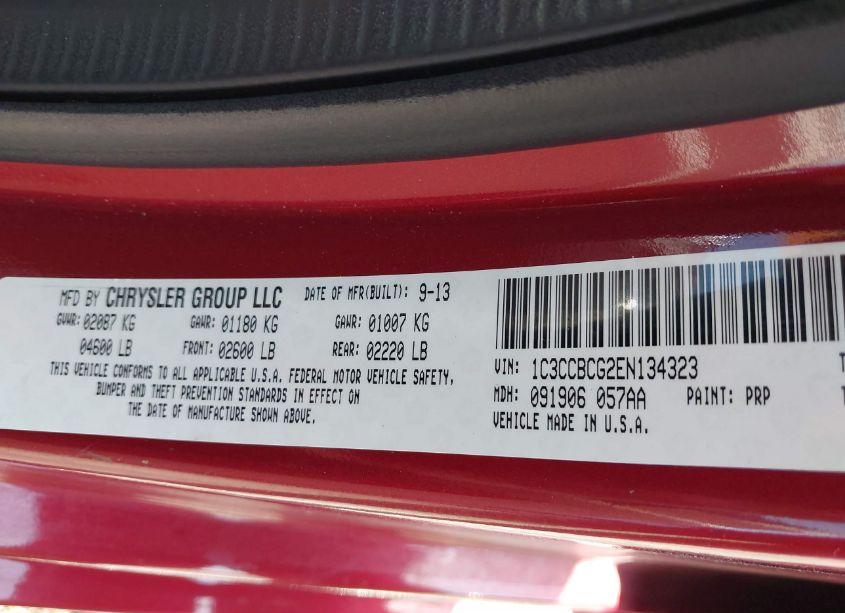 MFD BY CHRYSLER GROUP LLC DATE OF MFR(BUILT): 9-13
GVWR: 02087 KG GAWR: 01180 KG GAWR: 01007 KG
04600 LB FRONT: 02600 LB REAR: 02220 LB
THIS VEHICLE CONFORMS TO ALL APPLICABLE U.S.A. FEDERAL MOTOR VEHICLE SAFETY,
BUMPER AND THEFT PREVENTION STANDARDS IN EFFECT ON
THE DATE OF MANUFACTURE SHOWN ABOVE.
VIN: 1C3CCBCG2EN134323 T
MDH: 091906 057AA PAINT: PRP T
VEHICLE MADE IN U.S.A.